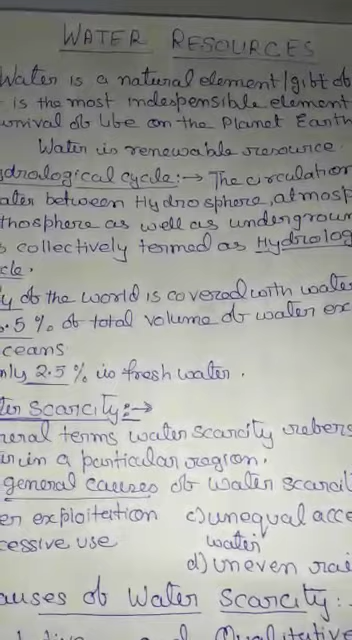 WATER RESOURCES
Water is a natural element/gift of
is the most indespensible element
survival of life on the Planet Earth
Water is renewable resource
drological cycle:→ The circulation
ater between Hydrosphere, atmosp
thosphere as well as undergroun
collectively termed as Hydrolog
cle.
of the world is covered with water
.5 % of total volume of water ex
ceans
nly 2.5 % is fresh water.
ter scarcity:→
neral terms water scarcity refers
in a particular region.
general causes of water scarcit
er exploitation c) unequal acce
cessive use water
d) uneven rai
auses of Water Scarcity:
Qualitative